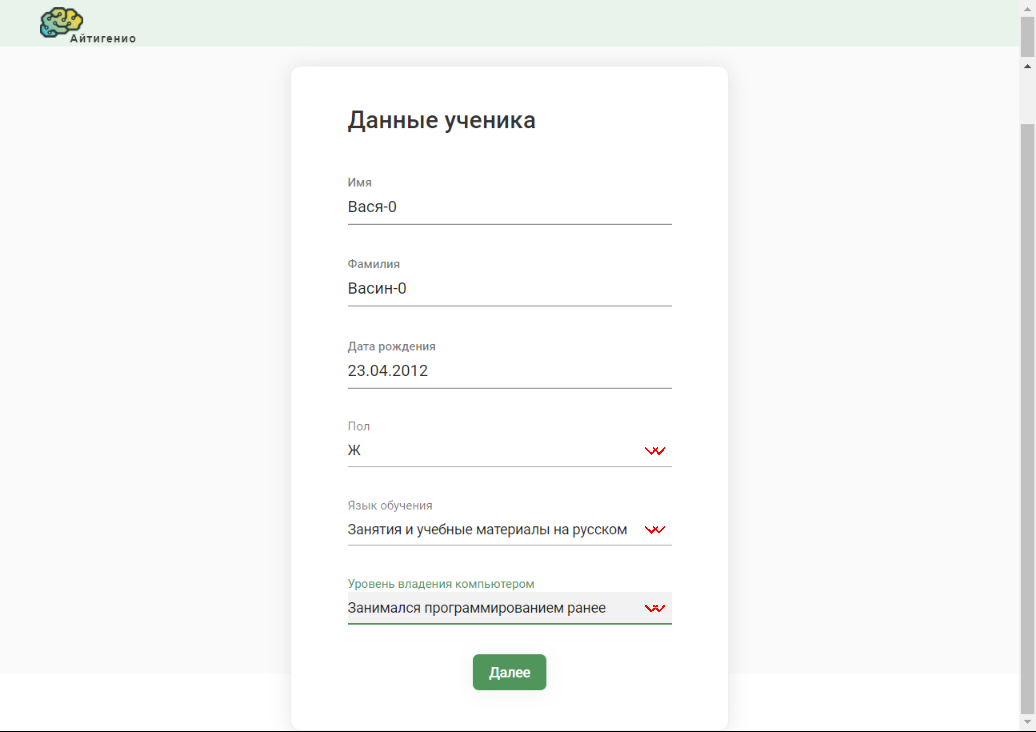 Айтигенио
Данные ученика
Имя
Вася-0
Фамилия
Васин-0
Дата рождения
23.04.2012
Пол
Ж
Язык обучения
Занятия и учебные материалы на русском
Уровень владения компьютером
Занимался программированием ранее
Далее